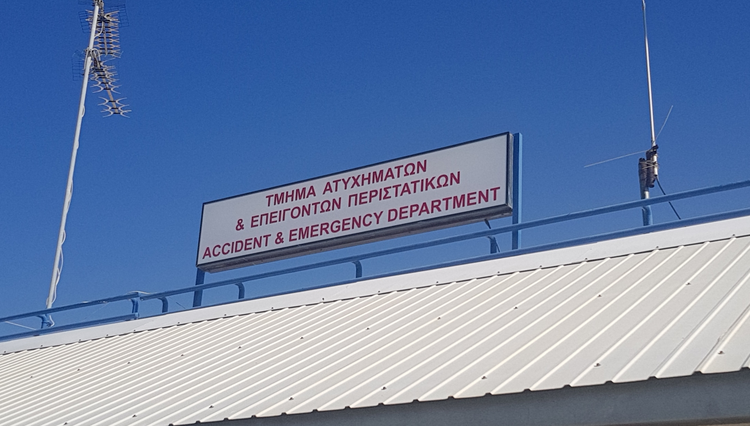 ΤΜΗΜΑ ΑΤΥΧΗΜΑΤΩΝ
& ΕΠΕΙΓΟΝΤΩΝ ΠΕΡΙΣΤΑΤΙΚΩΝ
ACCIDENT & EMERGENCY DEPARTMENT